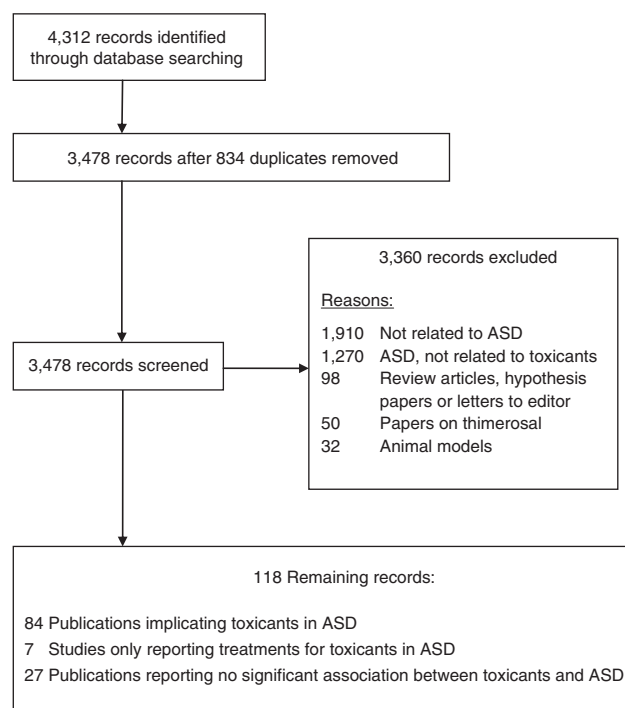 4,312 records identified
through database searching
3,478 records after 834 duplicates removed
3,360 records excluded
Reasons:
1,910 Not related to ASD
1,270 ASD, not related to toxicants
98 Review articles, hypothesis
papers or letters to editor
50 Papers on thimerosal
32 Animal models
3,478 records screened
118 Remaining records:
84 Publications implicating toxicants in ASD
7 Studies only reporting treatments for toxicants in ASD
27 Publications reporting no significant association between toxicants and ASD